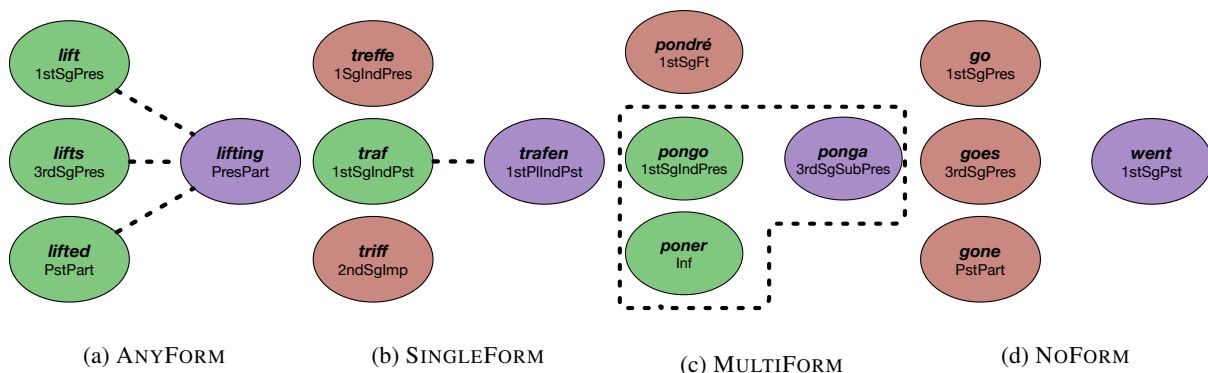 lift
1stSgPres
lifts
3rdSgPres
lifted
PstPart
lifting
PresPart
(a) ANYFORM
treffe
1SgIndPres
traf
1stSgIndPst
triff
2ndSgImp
trafen
1stPlIndPst
(b) SINGLEFORM
pondré
1stSgFt
pongo
1stSgIndPres
poner
Inf
ponga
3rdSgSubPres
(c) MULTIFORM
go
1stSgPres
goes
3rdSgPres
gone
PstPart
went
1stSgPst
(d) NOFORM